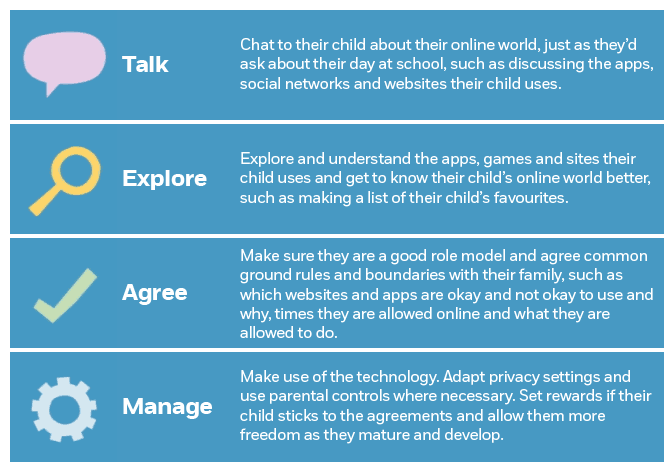 Talk
Chat to their child about their online world, just as they’d
ask about their day at school, such as discussing the apps,
social networks and websites their child uses.
Explore
Explore and understand the apps, games and sites their
child uses and get to know their child’s online world better,
such as making a list of their child’s favourites.
Agree
Make sure they are a good role model and agree common
ground rules and boundaries with their family, such as
which websites and apps are okay and not okay to use and
why, times they are allowed online and what they are
allowed to do.
Manage
Make use of the technology. Adapt privacy settings and
use parental controls where necessary. Set rewards if their
child sticks to the agreements and allow them more
freedom as they mature and develop.